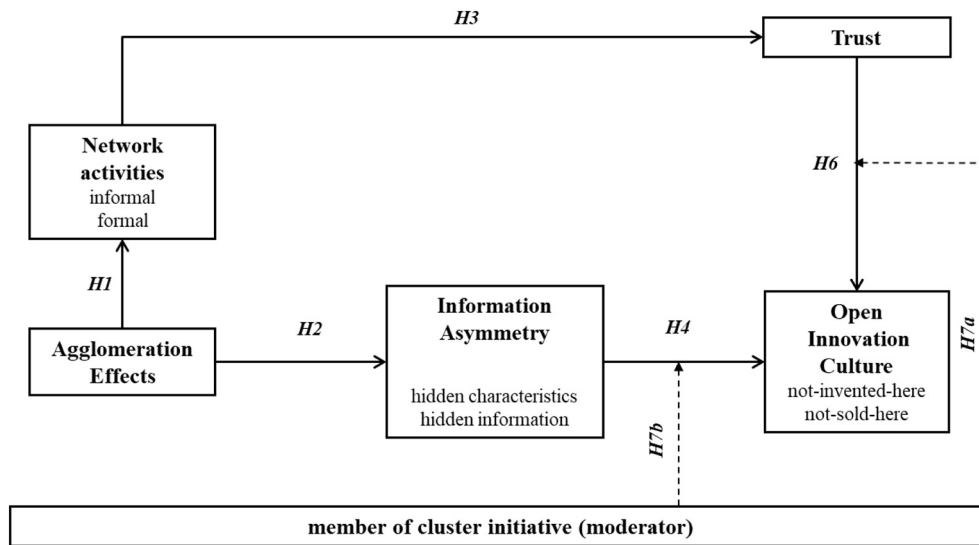 H3
Trust
Network
activities
informal
formal
H6
H1
Information
Asymmetry
hidden characteristics
hidden information
Open
Innovation
Culture
not-invented-here
not-sold-here
H7a
H2
H4
Agglomeration
Effects
H7b
member of cluster initiative (moderator)